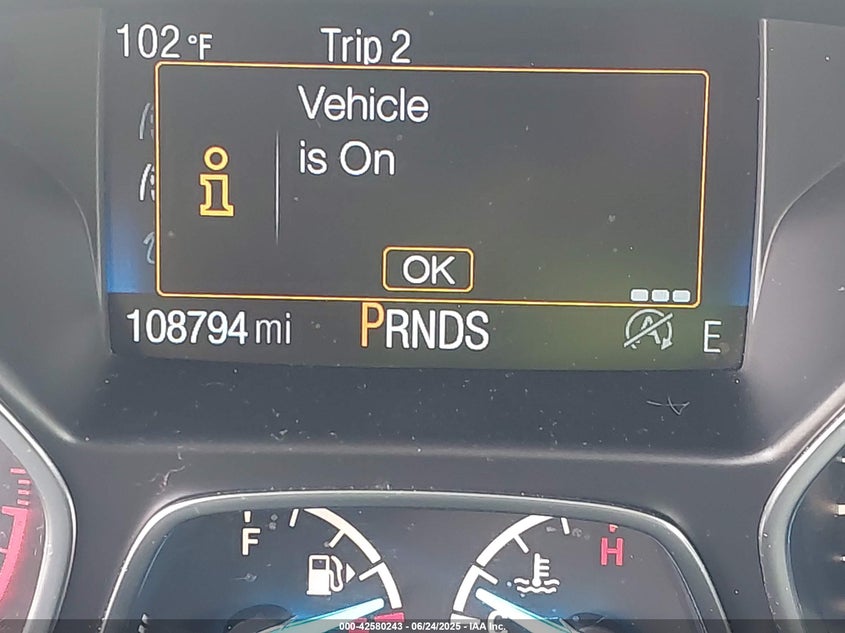 102 °F Trip 2
Vehicle
is On
OK
108794 mi PRNDS E
F H
000-42580243 - 06/24/2025 - IAA Inc.